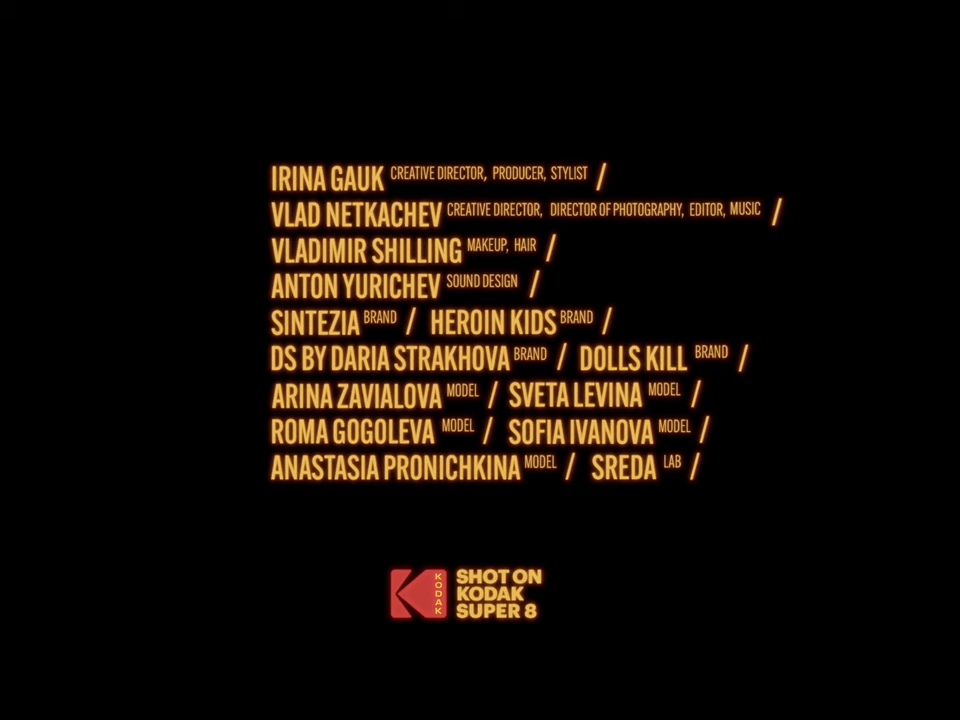 IRINA GAUK CREATIVE DIRECTOR, PRODUCER, STYLIST /
VLAD NETKACHEV CREATIVE DIRECTOR, DIRECTOR OF PHOTOGRAPHY, EDITOR, MUSIC /
VLADIMIR SHILLING MAKEUP, HAIR /
ANTON YURICHEV SOUND DESIGN /
SINTEZIA BRAND / HEROIN KIDS BRAND /
DS BY DARIA STRAKHOVA BRAND / DOLLS KILL BRAND /
ARINA ZAVIALOVA MODEL / SVETA LEVINA MODEL /
ROMA GOGOLEVA MODEL / SOFIA IVANOVA MODEL /
ANASTASIA PRONICHKINA MODEL / SREDA LAB /
KODAK
SHOT ON
KODAK
SUPER 8